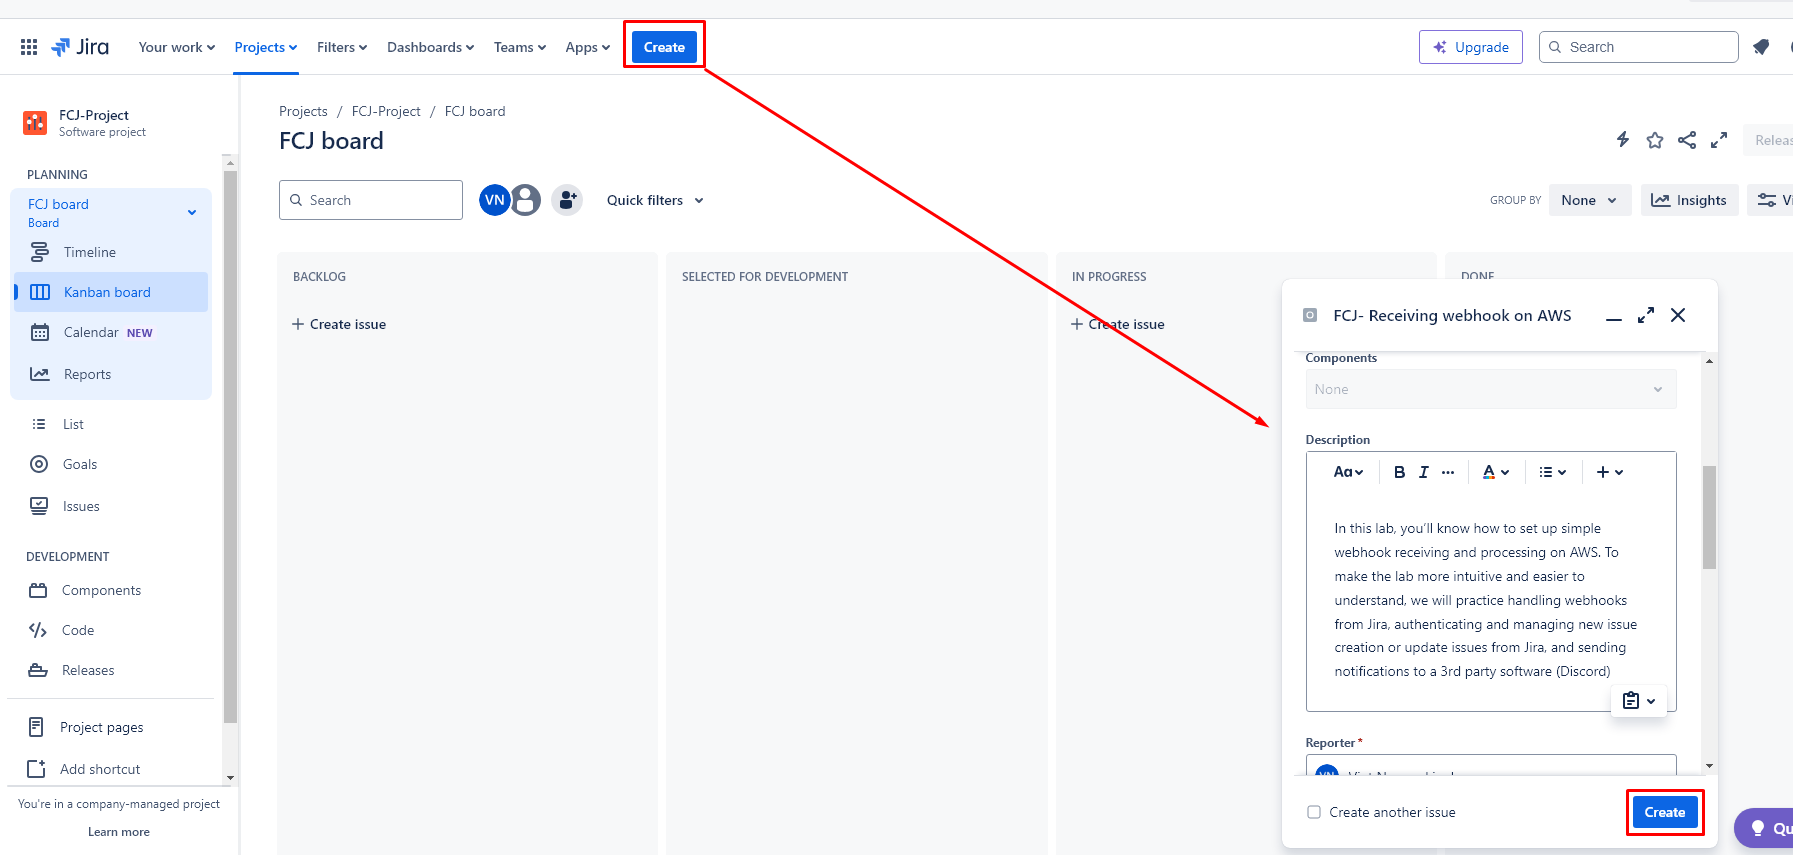 Jira
Your work
Projects
Filters
Dashboards
Teams
Apps
Create
Upgrade
Search
FCJ-Project
Software project
PLANNING
FCJ board
Board
Timeline
Kanban board
Calendar NEW
Reports
List
Goals
Issues
DEVELOPMENT
Components
Code
Releases
Project pages
Add shortcut
You're in a company-managed project
Learn more
Projects / FCJ-Project / FCJ board
FCJ board
Search
VN
Quick filters
GROUP BY
None
Insights
BACKLOG
+ Create issue
SELECTED FOR DEVELOPMENT
IN PROGRESS
+ Create issue
DONE
FCJ- Receiving webhook on AWS
Components
None
Description
Aa
B I ... A +
In this lab, you'll know how to set up simple
webhook receiving and processing on AWS. To
make the lab more intuitive and easier to
understand, we will practice handling webhooks
from Jira, authenticating and managing new issue
creation or update issues from Jira, and sending
notifications to a 3rd party software (Discord)
Reporter *
Create another issue
Create